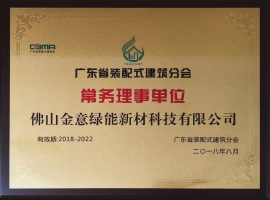 CBMA
广东省装配式建筑分会
常务理事单位
佛山金意绿能新材科技有限公司
有效期:2018-2022
广东省装配式建筑分会
二〇一八年八月